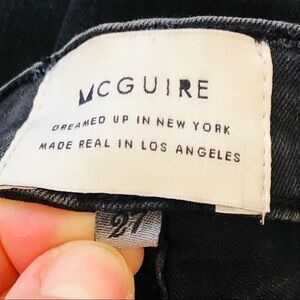 MCGUIRE
DREAMED UP IN NEW YORK
MADE REAL IN LOS ANGELES
27